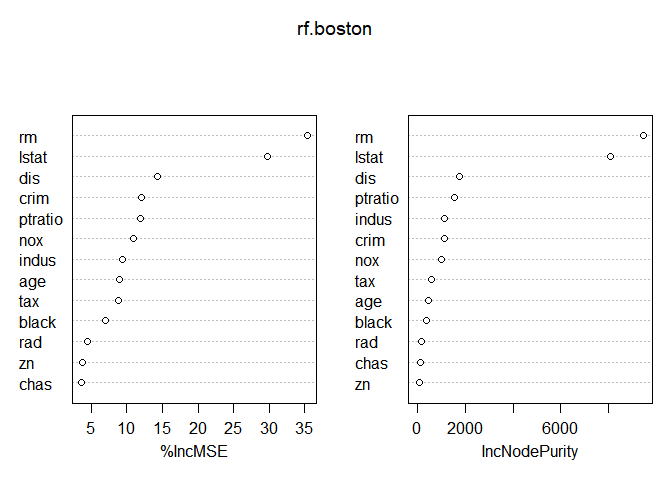 rf.boston
rm
lstat
dis
crim
ptratio
nox
indus
age
tax
black
rad
zn
chas
5 10 15 20 25 30 35
%IncMSE
rm
lstat
dis
ptratio
indus
crim
nox
tax
age
black
rad
chas
zn
0 2000 6000
IncNodePurity